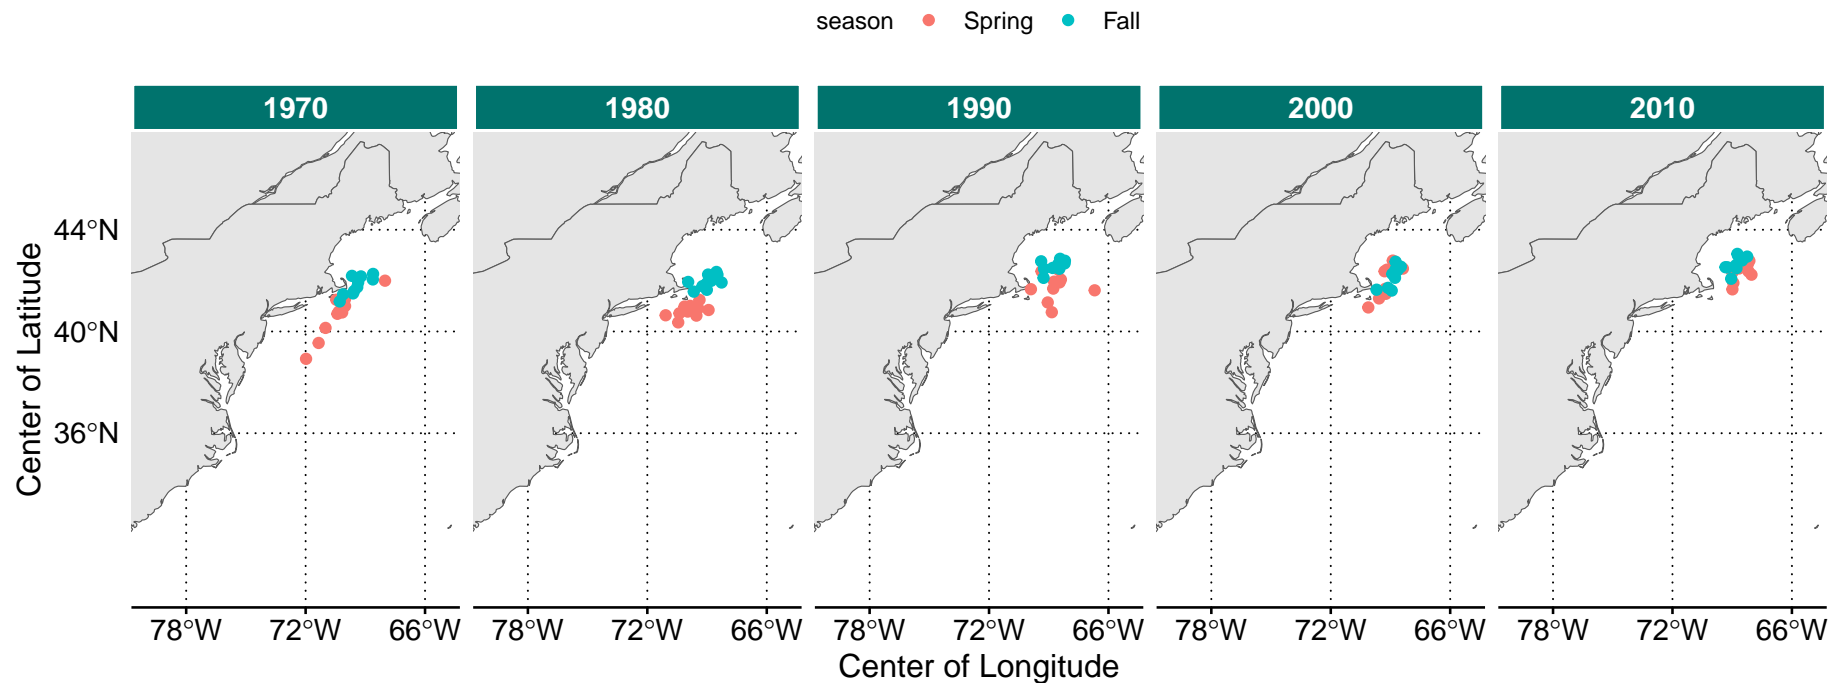 season Spring Fall
1970 1980 1990 2000 2010
44°N
40°N
36°N
Center of Latitude
78°W 72°W 66°W 78°W 72°W 66°W 78°W 72°W 66°W 78°W 72°W 66°W 78°W 72°W 66°W
Center of Longitude